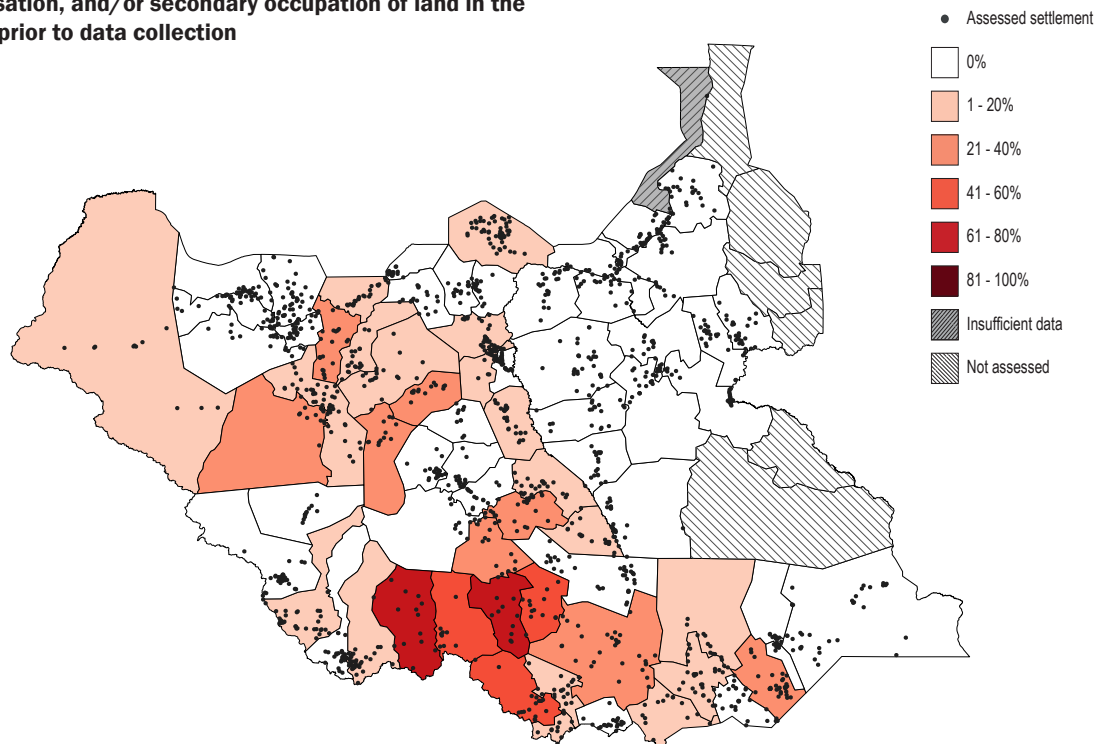 sation, and/or secondary occupation of land in the
prior to data collection
Assessed settlement
0%
1 - 20%
21 - 40%
41 - 60%
61 - 80%
81 - 100%
Insufficient data
Not assessed